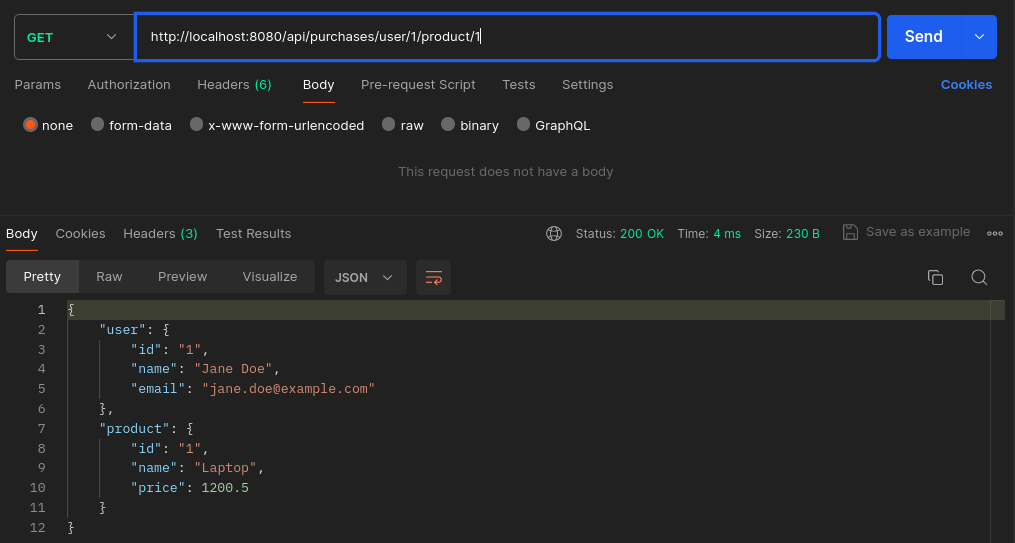 GET http://localhost:8080/api/purchases/user/1/product/1 Send
Params Authorization Headers (6) Body Pre-request Script Tests Settings Cookies
none form-data x-www-form-urlencoded raw binary GraphQL
This request does not have a body
Body Cookies Headers (3) Test Results Status: 200 OK Time: 4 ms Size: 230 B Save as example
Pretty Raw Preview Visualize JSON
1 {
2 "user": {
3 "id": "1",
4 "name": "Jane Doe",
5 "email": "jane.doe@example.com"
6 },
7 "product": {
8 "id": "1",
9 "name": "Laptop",
10 "price": 1200.5
11 }
12 }